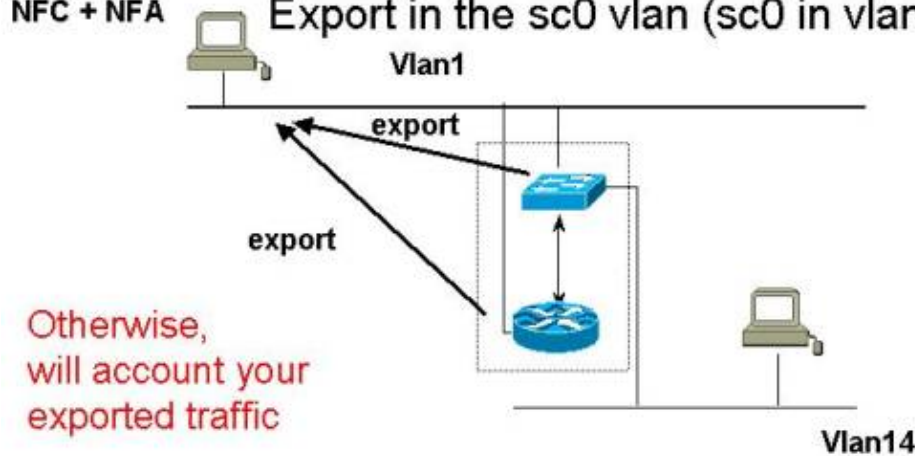 NFC + NFA
Export in the sc0 vlan (sc0 in vlan
Vlan1
export
export
Otherwise,
will account your
exported traffic
Vlan14